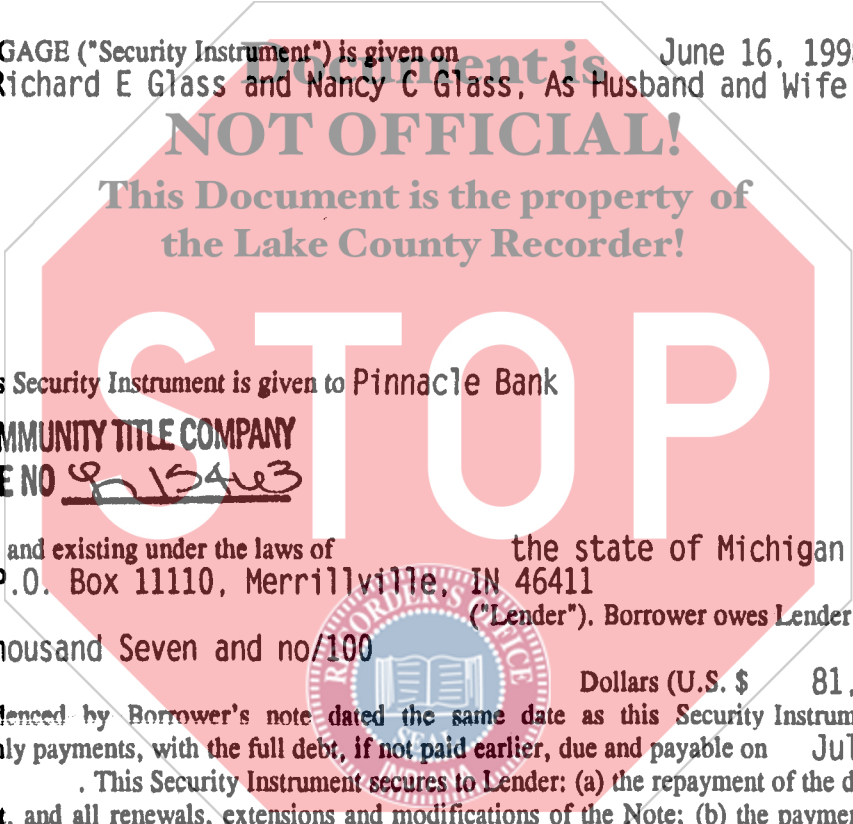 GAGE ("Security Instrument") is given on June 16, 199
Richard E Glass and Nancy C Glass, As Husband and Wife
Document is
NOT OFFICIAL!
This Document is the property of
the Lake County Recorder!
STOP
s Security Instrument is given to Pinnacle Bank
MMUNITY TITLE COMPANY
E NO
and existing under the laws of the state of Michigan
P.O. Box 11110, Merrillville, IN 46411
("Lender"). Borrower owes Lender
housand Seven and no/100
RECORDER'S OFFICE
SEAL
INDIANA
Dollars (U.S. $ 81,
denced by Borrower's note dated the same date as this Security Instrum
ly payments, with the full debt, if not paid earlier, due and payable on Jul
. This Security Instrument secures to Lender: (a) the repayment of the d
t, and all renewals, extensions and modifications of the Note; (b) the paymen